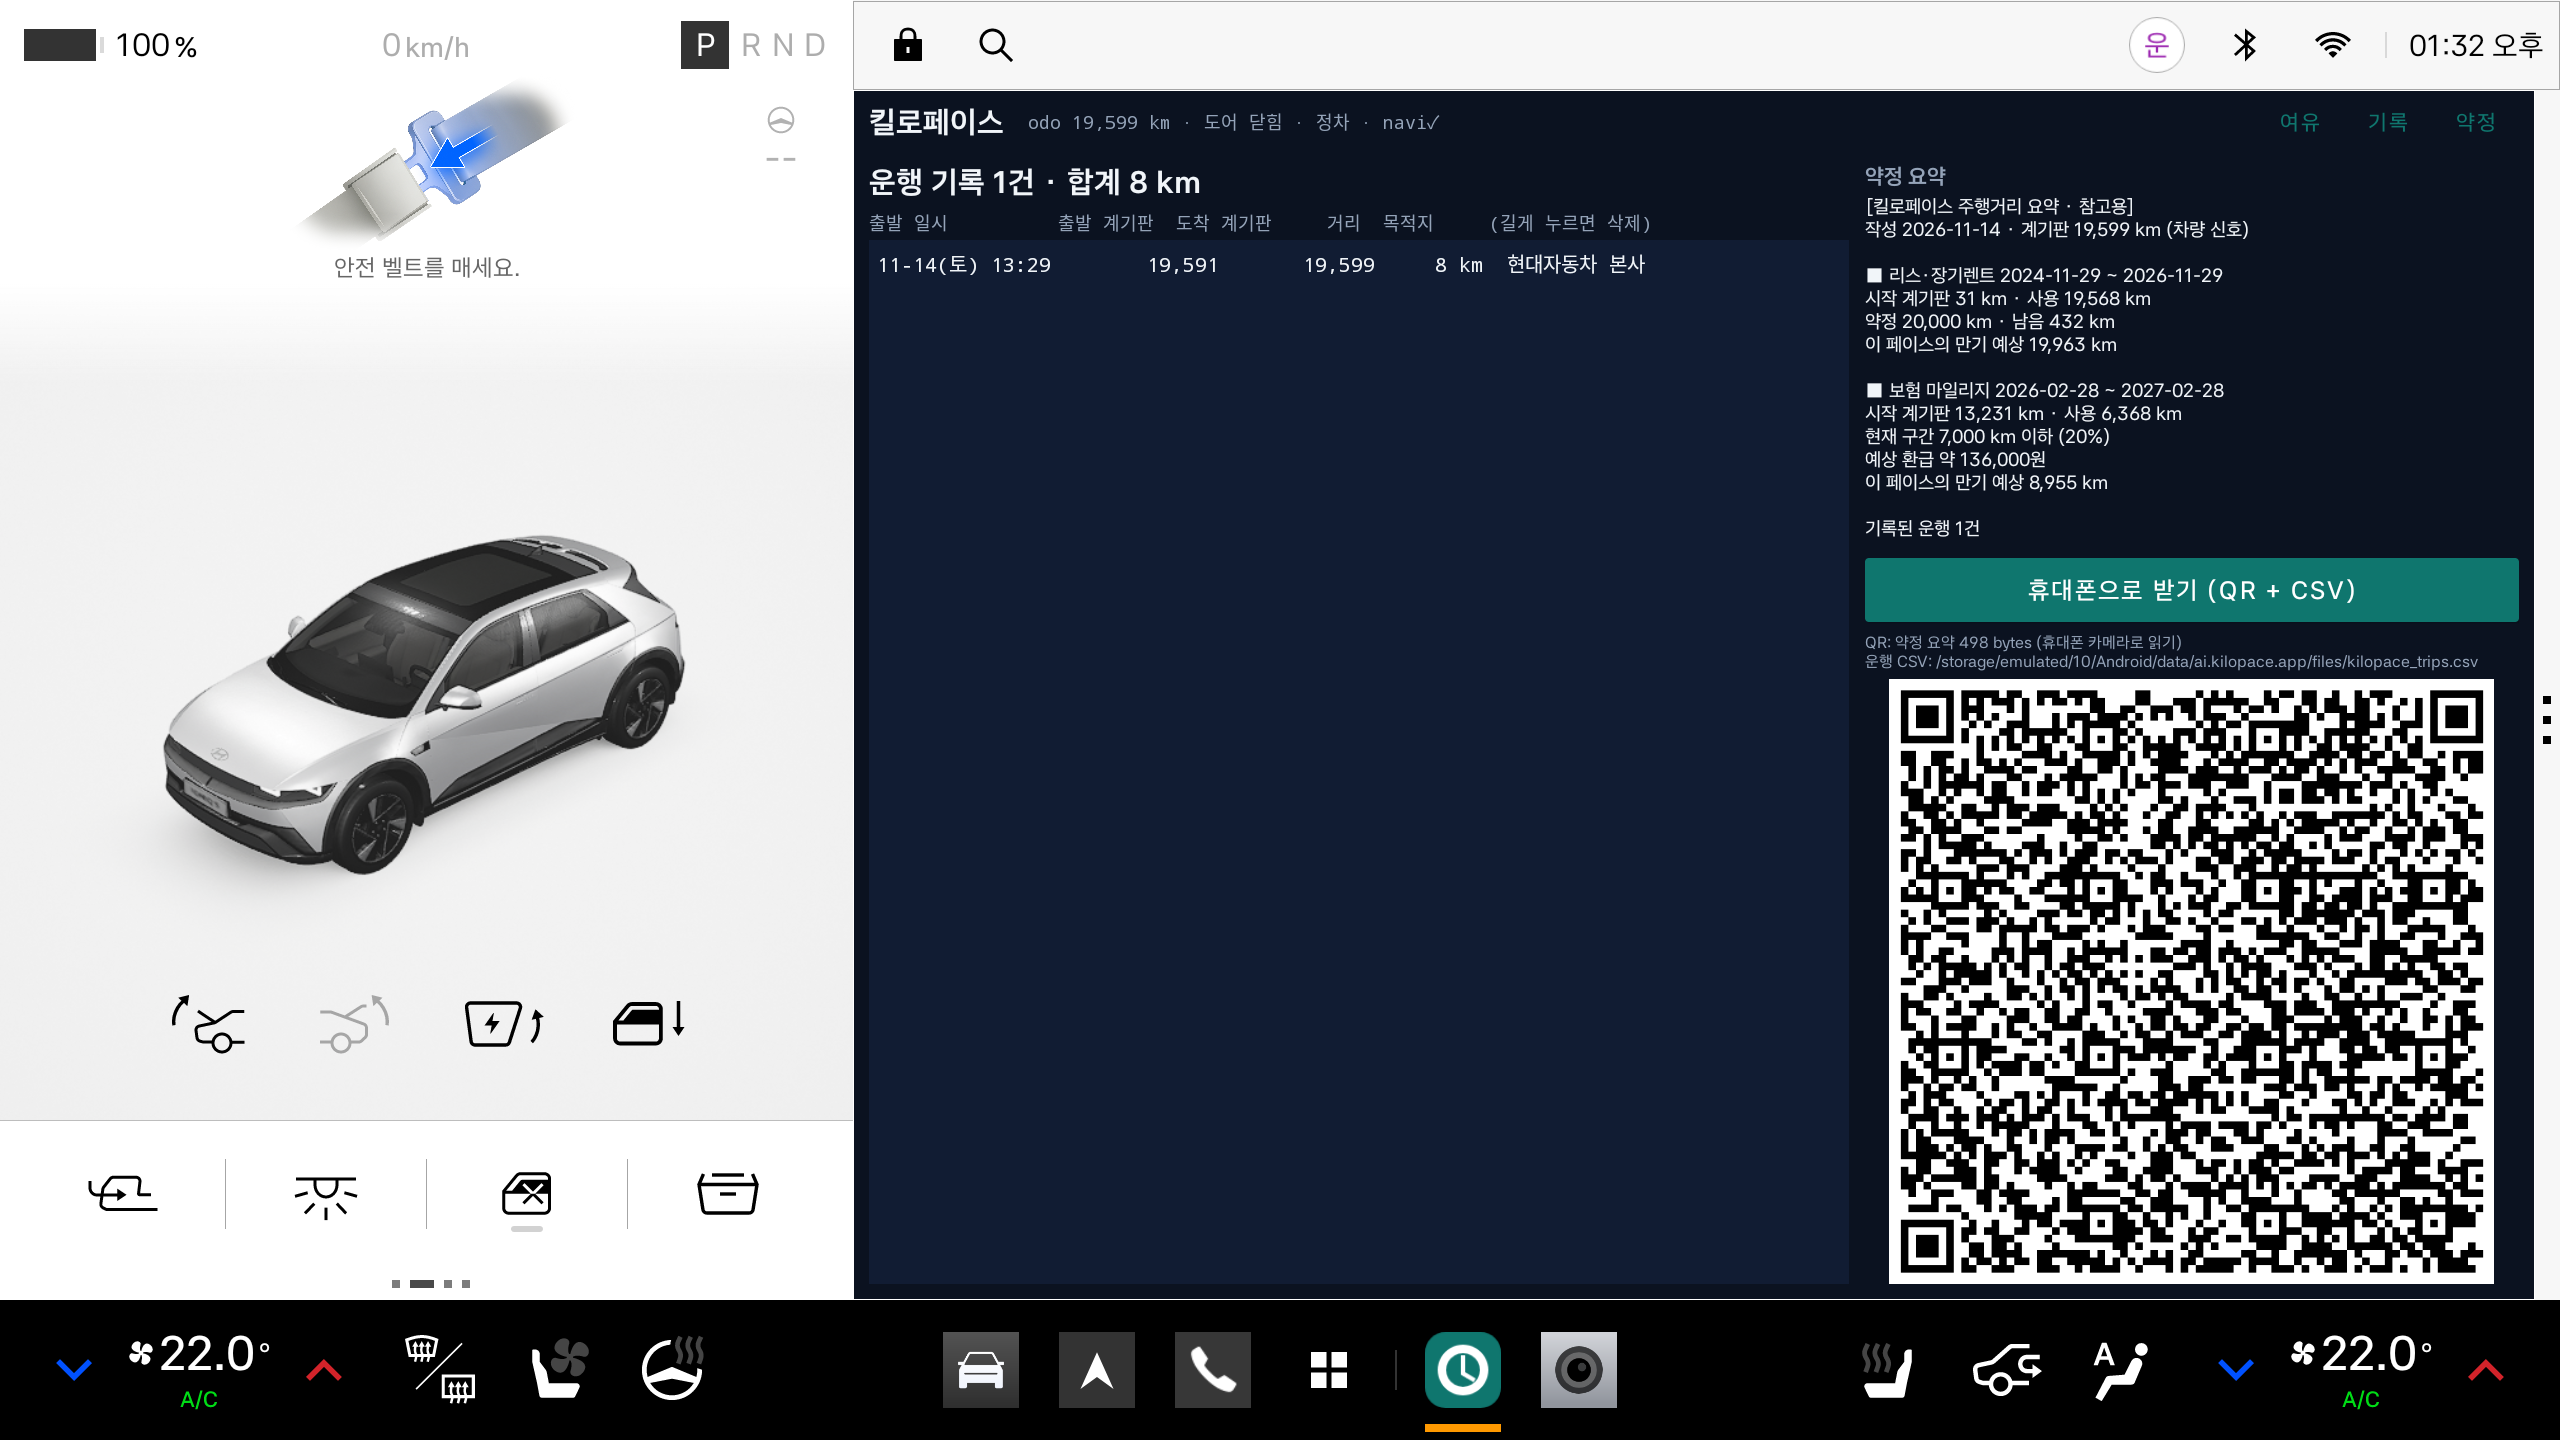 100 %
0 km/h
P R N D
01:32 오후
운
안전 벨트를 매세요.
킬로페이스 odo 19,599 km · 도어 닫힘 · 정차 · navi✓
여유 기록 약정
운행 기록 1건 · 합계 8 km
출발 일시 출발 계기판 도착 계기판 거리 목적지 (길게 누르면 삭제)
11-14(토) 13:29 19,591 19,599 8 km 현대자동차 본사
약정 요약
[킬로페이스 주행거리 요약 · 참고용]
작성 2026-11-14 · 계기판 19,599 km (차량 신호)
■ 리스·장기렌트 2024-11-29 ~ 2026-11-29
시작 계기판 31 km · 사용 19,568 km
약정 20,000 km · 남음 432 km
이 페이스의 만기 예상 19,963 km
■ 보험 마일리지 2026-02-28 ~ 2027-02-28
시작 계기판 13,231 km · 사용 6,368 km
현재 구간 7,000 km 이하 (20%)
예상 환급 약 136,000원
이 페이스의 만기 예상 8,955 km
기록된 운행 1건
휴대폰으로 받기 (QR + CSV)
QR: 약정 요약 498 bytes (휴대폰 카메라로 읽기)
운행 CSV: /storage/emulated/10/Android/data/ai.kilopace.app/files/kilopace_trips.csv
22.0°
A/C
A
22.0°
A/C